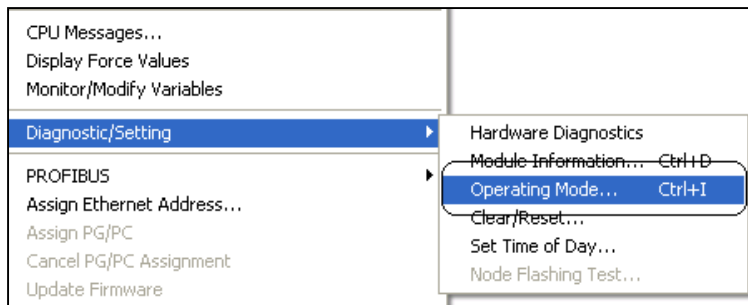 CPU Messages...
Display Force Values
Monitor/Modify Variables
Diagnostic/Setting
PROFIBUS
Assign Ethernet Address...
Assign PG/PC
Cancel PG/PC Assignment
Update Firmware
Hardware Diagnostics
Module Information... Ctrl+D
Operating Mode... Ctrl+I
Clear/Reset...
Set Time of Day...
Node Flashing Test...